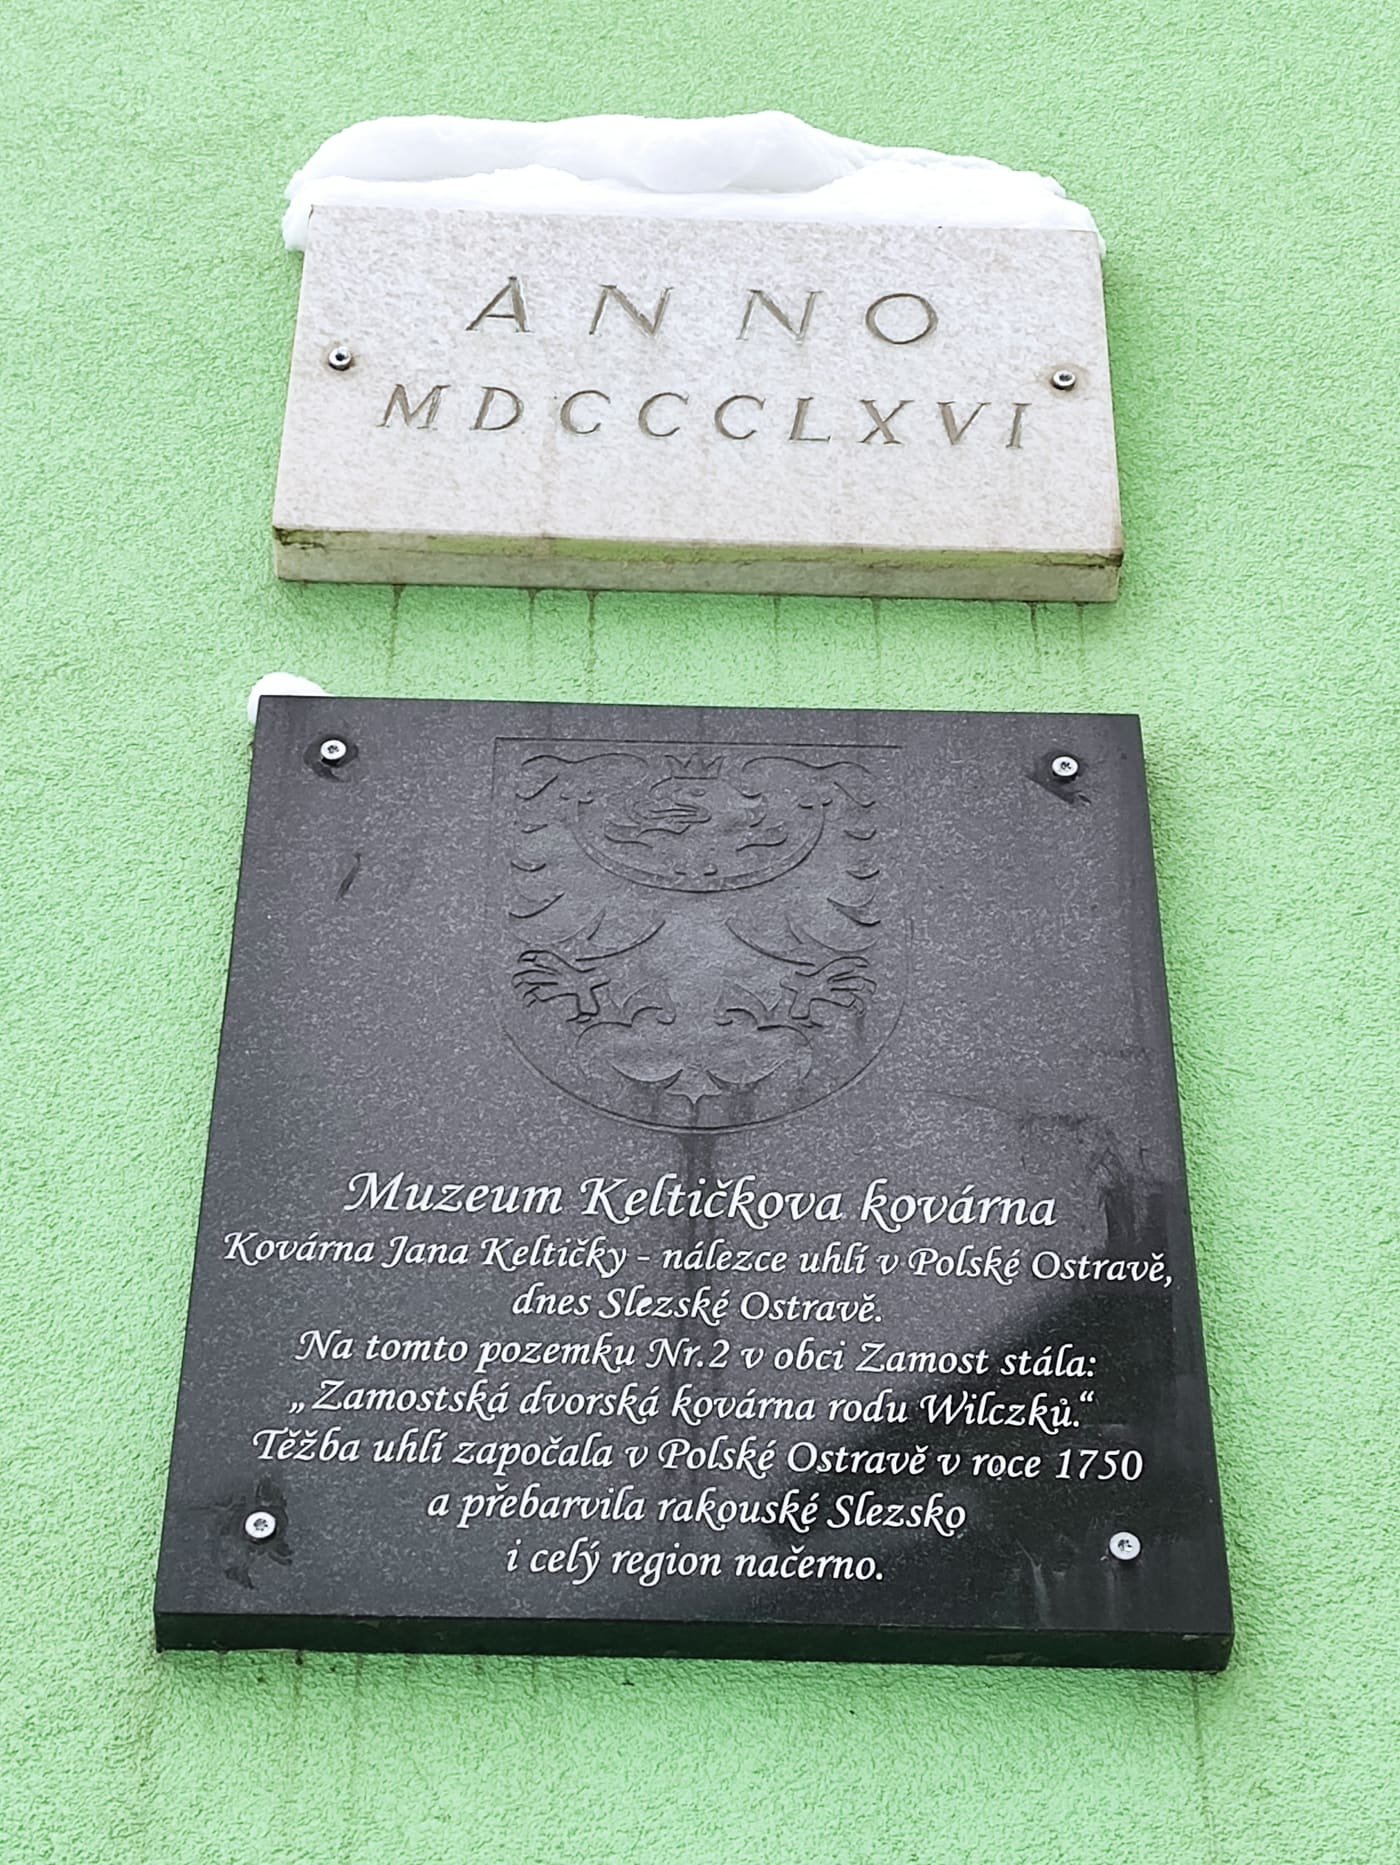 ANNO
MDCCCLXVI
Muzeum Keltičkova kovárna
Kovárna Jana Keltičky - nálezce uhlí v Polské Ostravě,
dnes Slezské Ostravě.
Na tomto pozemku Nr.2 v obci Zamost stála:
„Zamostská dvorská kovárna rodu Wilczků.“
Těžba uhlí započala v Polské Ostravě v roce 1750
a přebarvila rakouské Slezsko
i celý region načerno.